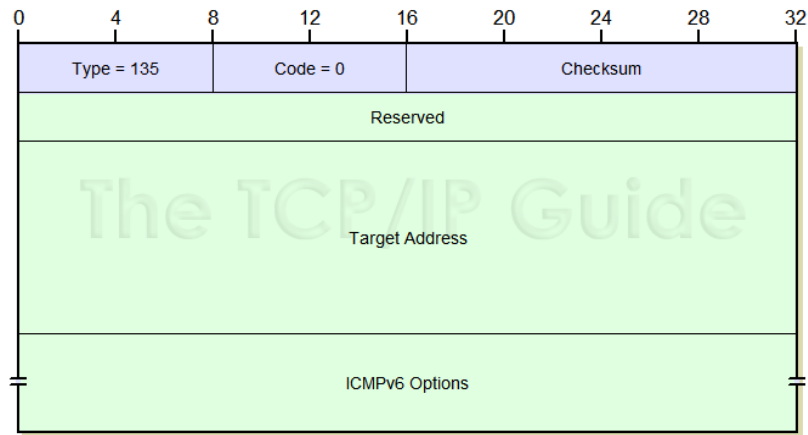 0 4 8 12 16 20 24 28 32
Type = 135 Code = 0 Checksum
Reserved
The TCP/IP Guide
Target Address
ICMPv6 Options